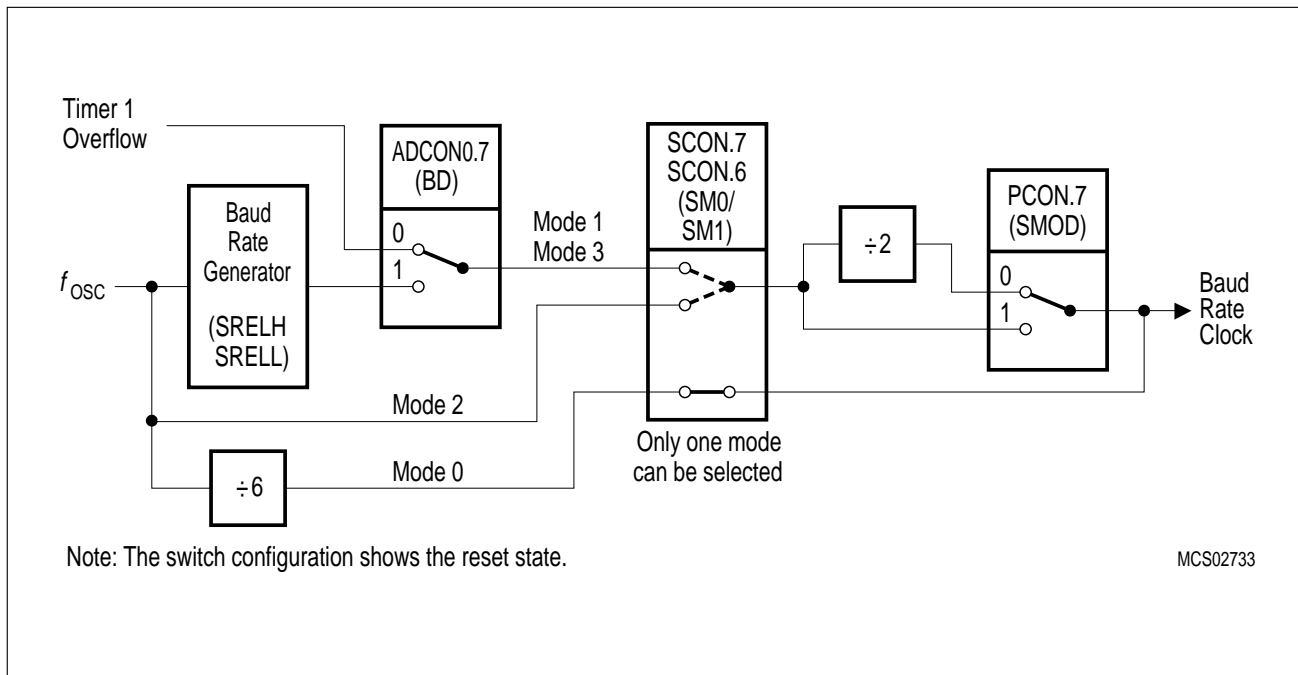 Timer 1
Overflow
ADCON0.7
(BD)
0
1
Baud
Rate
Generator
(SRELH
SRELL)
f OSC
Mode 1
Mode 3
Mode 2
÷6
Mode 0
SCON.7
SCON.6
(SM0/
SM1)
Only one mode
can be selected
÷2
PCON.7
(SMOD)
0
1
Baud
Rate
Clock
Note: The switch configuration shows the reset state.
MCS02733